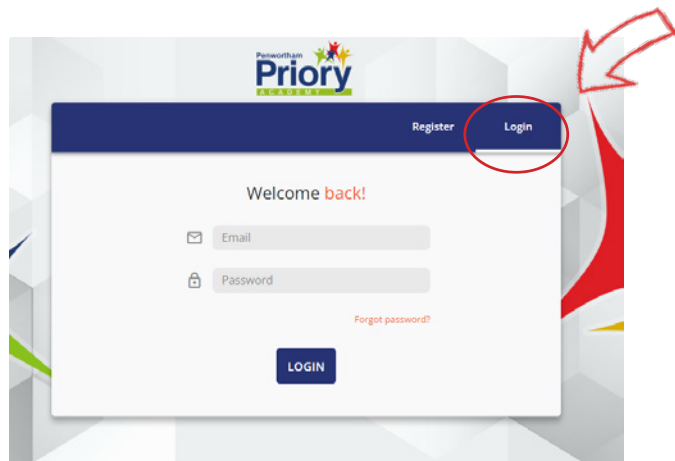 Penwortham
Priory
ACADEMY
Register Login
Welcome back!
Email
Password
Forgot password?
LOGIN